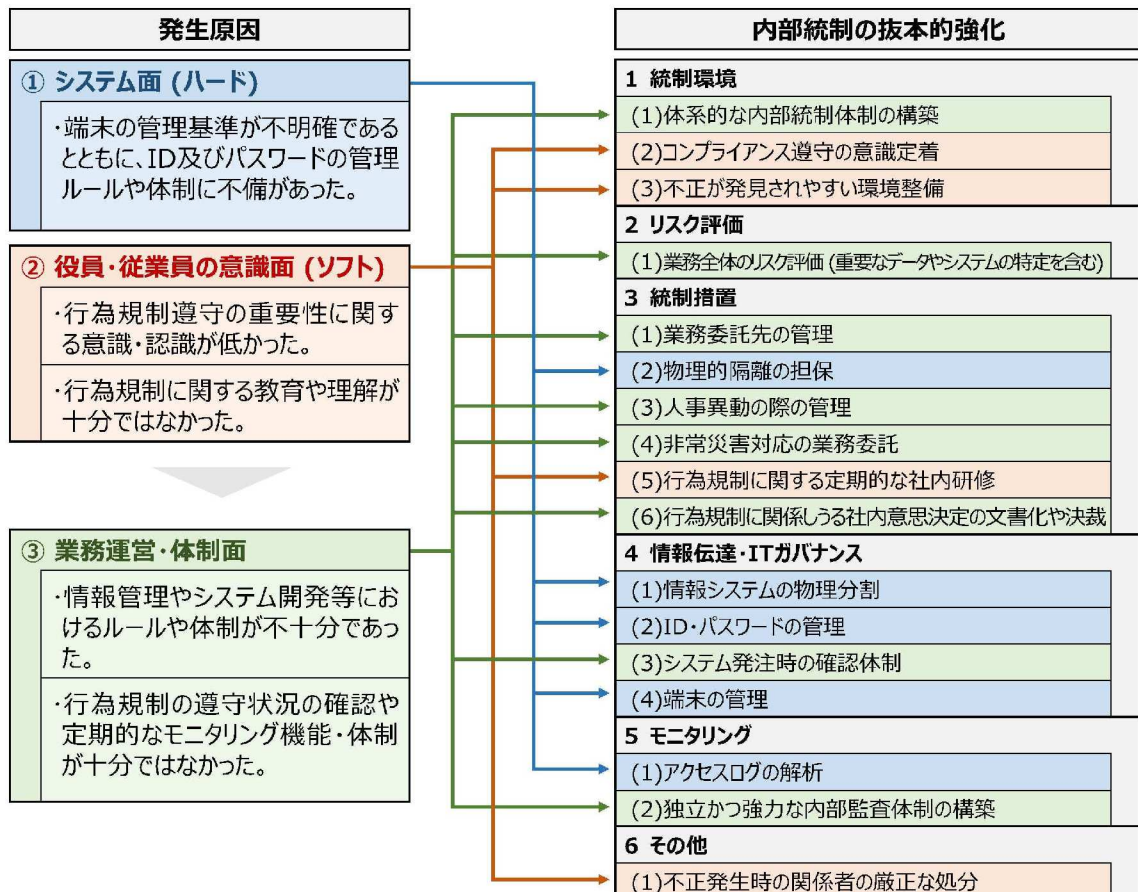 発生原因
① システム面 (ハード)
・端末の管理基準が不明確である
とともに、ID及びパスワードの管理
ルールや体制に不備があった。
② 役員・従業員の意識面 (ソフト)
・行為規制遵守の重要性に関す
る意識・認識が低かった。
・行為規制に関する教育や理解が
十分ではなかった。
③ 業務運営・体制面
・情報管理やシステム開発等にお
けるルールや体制が不十分であっ
た。
・行為規制の遵守状況の確認や
定期的なモニタリング機能・体制
が十分ではなかった。
内部統制の抜本的強化
1 統制環境
(1)体系的な内部統制体制の構築
(2)コンプライアンス遵守の意識定着
(3)不正が発見されやすい環境整備
2 リスク評価
(1)業務全体のリスク評価 (重要なデータやシステムの特定を含む)
3 統制措置
(1)業務委託先の管理
(2)物理的隔離の担保
(3)人事異動の際の管理
(4)非常災害対応の業務委託
(5)行為規制に関する定期的な社内研修
(6)行為規制に関係しうる社内意思決定の文書化や決裁
4 情報伝達・ITガバナンス
(1)情報システムの物理分割
(2)ID・パスワードの管理
(3)システム発注時の確認体制
(4)端末の管理
5 モニタリング
(1)アクセスログの解析
(2)独立かつ強力な内部監査体制の構築
6 その他
(1)不正発生時の関係者の厳正な処分